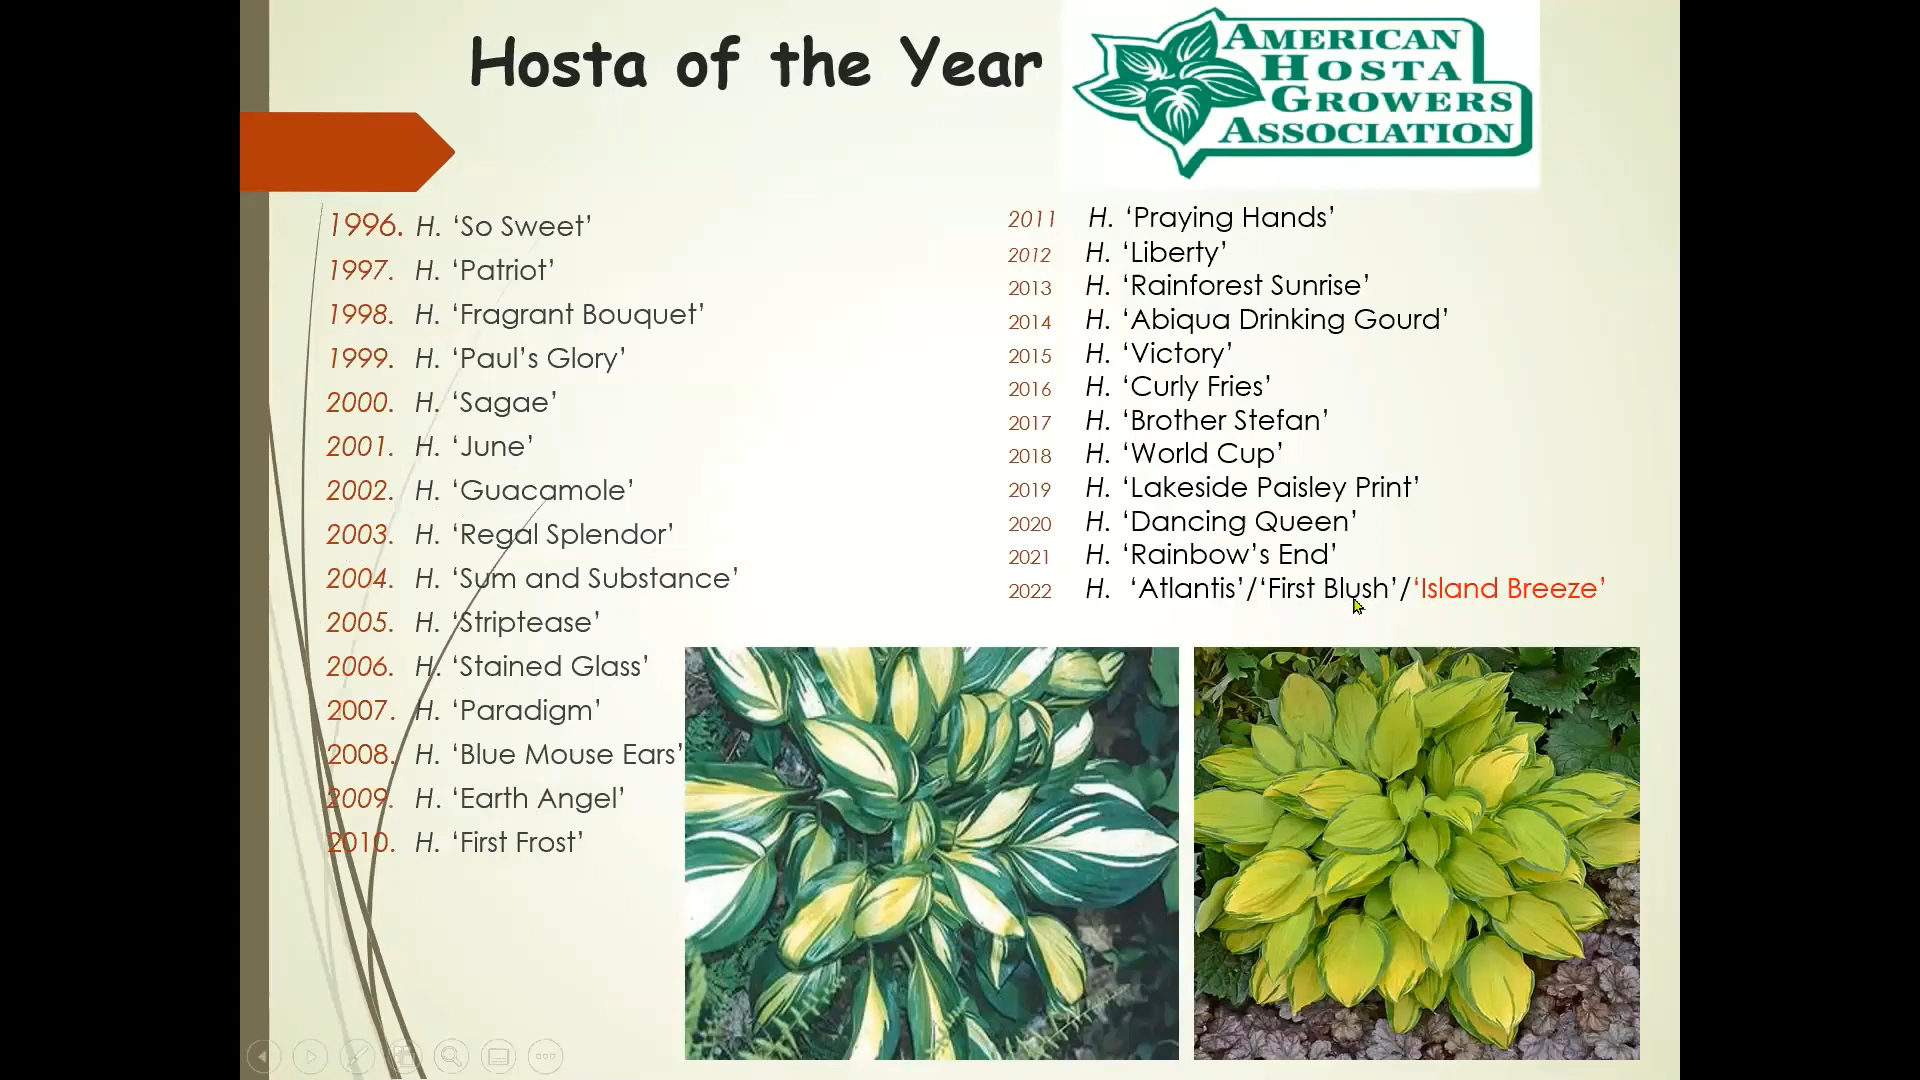 Hosta of the Year
AMERICAN
HOSTA
GROWERS
ASSOCIATION
1996. H. ‘So Sweet’
1997. H. ‘Patriot’
1998. H. ‘Fragrant Bouquet’
1999. H. ‘Paul’s Glory’
2000. H. ‘Sagae’
2001. H. ‘June’
2002. H. ‘Guacamole’
2003. H. ‘Regal Splendor’
2004. H. ‘Sum and Substance’
2005. H. ‘Striptease’
2006. H. ‘Stained Glass’
2007. H. ‘Paradigm’
2008. H. ‘Blue Mouse Ears’
2009. H. ‘Earth Angel’
2010. H. ‘First Frost’
2011 H. ‘Praying Hands’
2012 H. ‘Liberty’
2013 H. ‘Rainforest Sunrise’
2014 H. ‘Abiqua Drinking Gourd’
2015 H. ‘Victory’
2016 H. ‘Curly Fries’
2017 H. ‘Brother Stefan’
2018 H. ‘World Cup’
2019 H. ‘Lakeside Paisley Print’
2020 H. ‘Dancing Queen’
2021 H. ‘Rainbow’s End’
2022 H. ‘Atlantis’/‘First Blush’/‘Island Breeze’